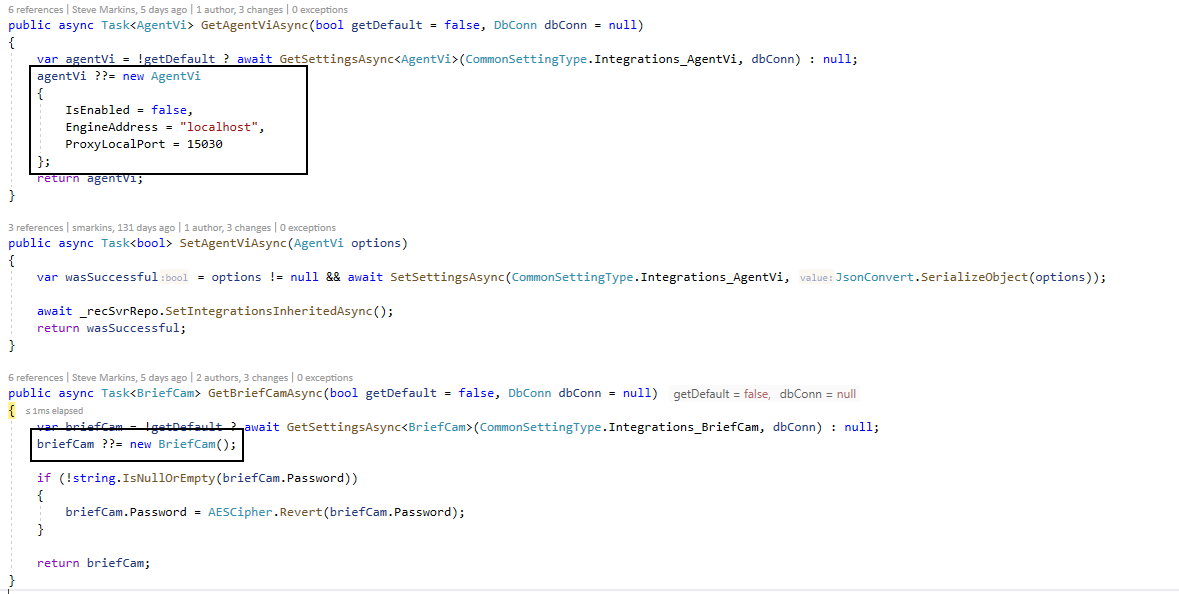 6 references | Steve Markins, 5 days ago | 1 author, 3 changes | 0 exceptions
public async Task<AgentVi> GetAgentViAsync(bool getDefault = false, DbConn dbConn = null)
{
var agentVi = !getDefault ? await GetSettingsAsync<AgentVi>(CommonSettingType.Integrations_AgentVi, dbConn) : null;
agentVi ??= new AgentVi
{
IsEnabled = false,
EngineAddress = "localhost",
ProxyLocalPort = 15030
};
return agentVi;
}
3 references | smarkins, 131 days ago | 1 author, 3 changes | 0 exceptions
public async Task<bool> SetAgentViAsync(AgentVi options)
{
var wasSuccessful:bool = options != null && await SetSettingsAsync(CommonSettingType.Integrations_AgentVi, value:JsonConvert.SerializeObject(options));
await _recSvrRepo.SetIntegrationsInheritedAsync();
return wasSuccessful;
}
6 references | Steve Markins, 5 days ago | 2 authors, 3 changes | 0 exceptions
public async Task<BriefCam> GetBriefCamAsync(bool getDefault = false, DbConn dbConn = null) getDefault = false, dbConn = null
{ ≤ 1ms elapsed
var briefCam = !getDefault ? await GetSettingsAsync<BriefCam>(CommonSettingType.Integrations_BriefCam, dbConn) : null;
briefCam ??= new BriefCam();
if (!string.IsNullOrEmpty(briefCam.Password))
{
briefCam.Password = AESCipher.Revert(briefCam.Password);
}
return briefCam;
}